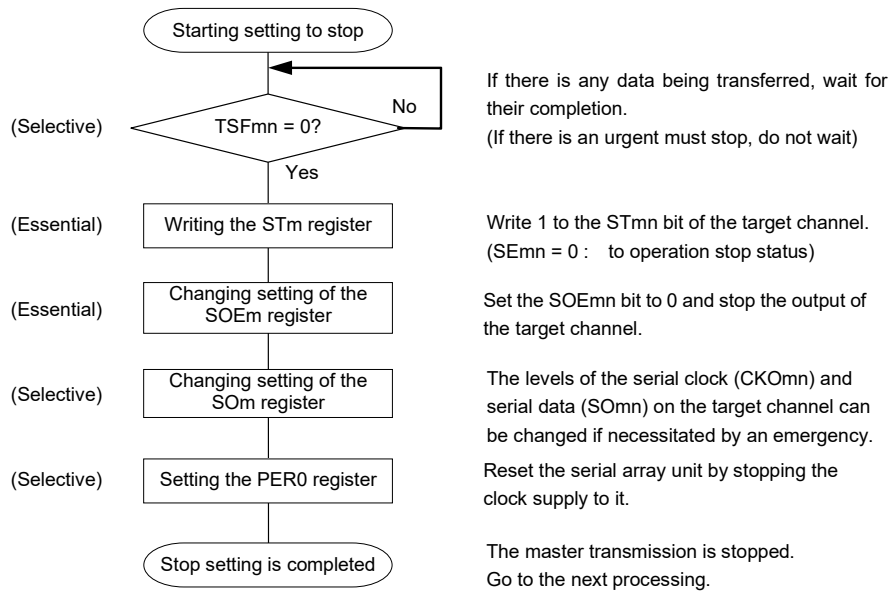 Starting setting to stop
If there is any data being transferred, wait for
their completion.
(If there is an urgent must stop, do not wait)
(Selective)
TSFmn = 0?
No
Yes
(Essential)
Writing the STm register
Write 1 to the STmn bit of the target channel.
(SEmn = 0 : to operation stop status)
(Essential)
Changing setting of the
SOEm register
Set the SOEmn bit to 0 and stop the output of
the target channel.
(Selective)
Changing setting of the
SOm register
The levels of the serial clock (CKOmn) and
serial data (SOmn) on the target channel can
be changed if necessitated by an emergency.
(Selective)
Setting the PER0 register
Reset the serial array unit by stopping the
clock supply to it.
Stop setting is completed
The master transmission is stopped.
Go to the next processing.